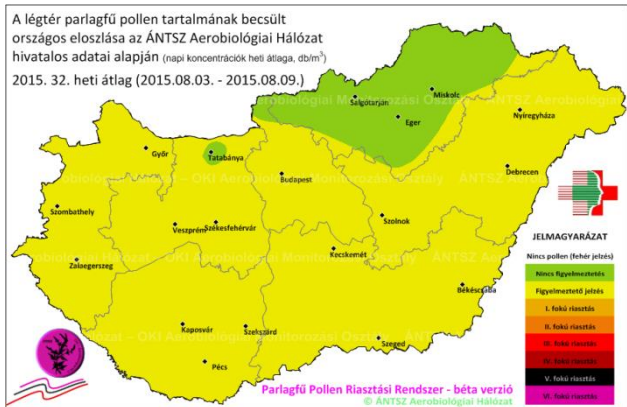 A légtér parlagfű pollen tartalmának becsült
országos eloszlása az ÁNTSZ Aerobiológiai Hálózat
hivatalos adatai alapján (napi koncentrációk heti átlaga, db/m³)
2015. 32. heti átlag (2015.08.03. - 2015.08.09.)
Salgótarján
Miskolc
Eger
Nyíregyháza
Győr
Tatabánya
Budapest
Debrecen
Szombathely
Veszprém
Székesfehérvár
Szolnok
Zalaegerszeg
Kecskemét
Békéscsaba
Kaposvár
Szekszárd
Szeged
Pécs
JELMAGYARÁZAT
Nincs pollen (fehér jelzés)
Nincs figyelmeztetés
Figyelmeztető jelzés
I. fokú riasztás
II. fokú riasztás
III. fokú riasztás
IV. fokú riasztás
V. fokú riasztás
VI. fokú riasztás
Parlagfű Pollen Riasztási Rendszer - béta verzió
© ÁNTSZ Aerobiológiai Hálózat